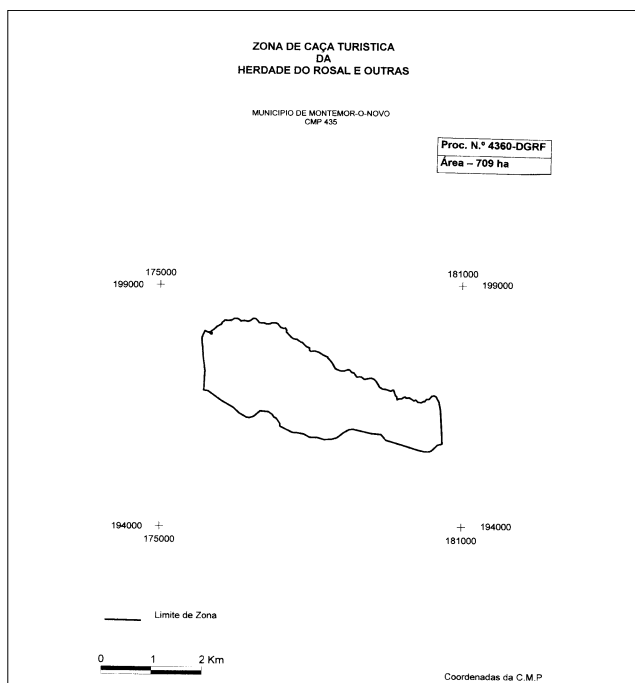 ZONA DE CAÇA TURISTICA
DA
HERDADE DO ROSAL E OUTRAS
MUNICIPIO DE MONTEMOR-O-NOVO
CMP 435
Proc. N.º 4360-DGRF
Área – 709 ha
175000
181000
199000
199000
194000
194000
175000
181000
Limite de Zona
0 1 2 Km
Coordenadas da C.M.P